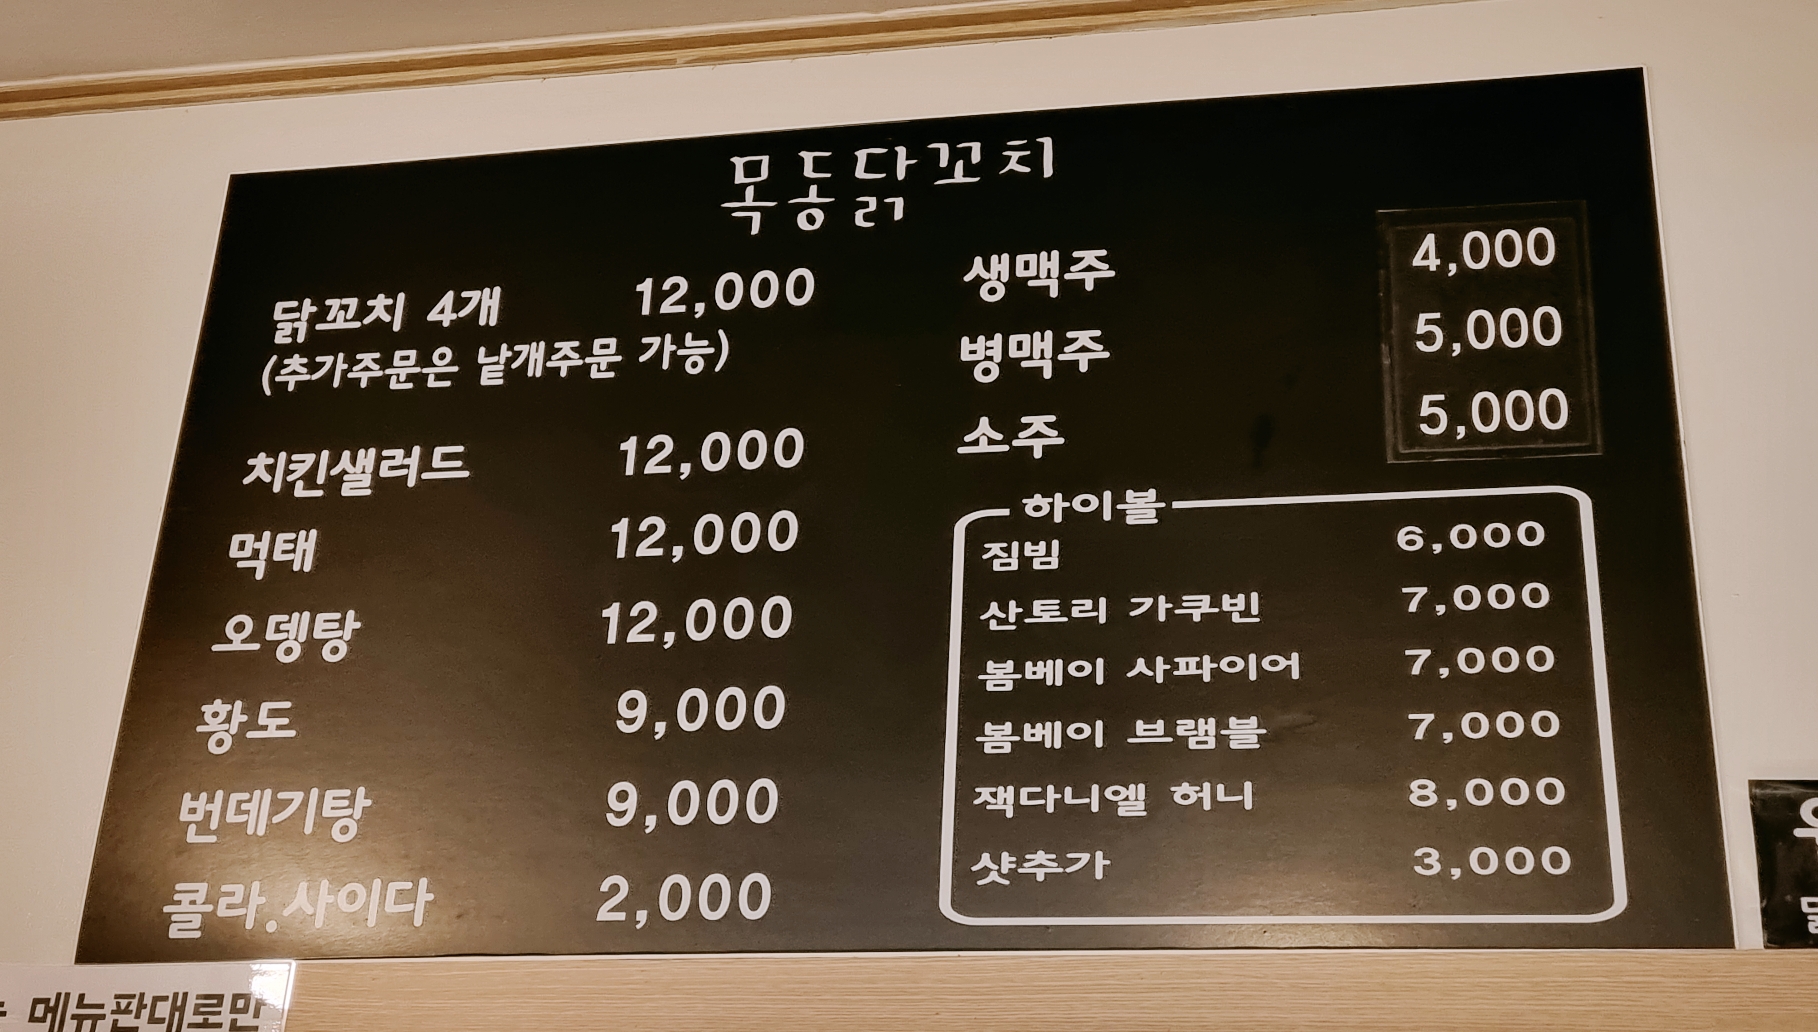 목동닭꼬치
닭꼬치 4개 12,000
(추가주문은 낱개주문 가능)
치킨샐러드 12,000
먹태 12,000
오뎅탕 12,000
황도 9,000
번데기탕 9,000
콜라.사이다 2,000
생맥주 4,000
병맥주 5,000
소주 5,000
하이볼
짐빔 6,000
산토리 가쿠빈 7,000
봄베이 사파이어 7,000
봄베이 브램블 7,000
잭다니엘 허니 8,000
샷추가 3,000
메뉴판대로만